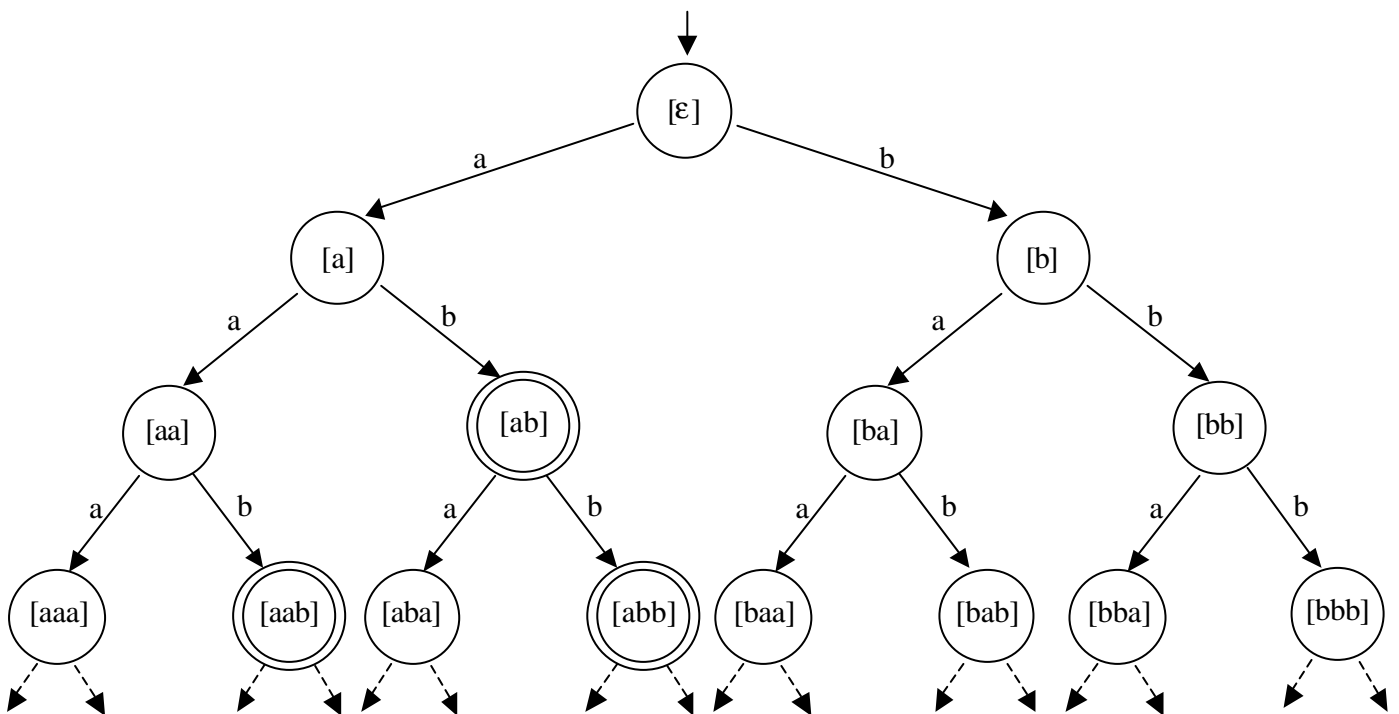 [ε]
a b
[a] [b]
a b a b
[aa] [ab] [ba] [bb]
a b a b a b a b
[aaa] [aab] [aba] [abb] [baa] [bab] [bba] [bbb]